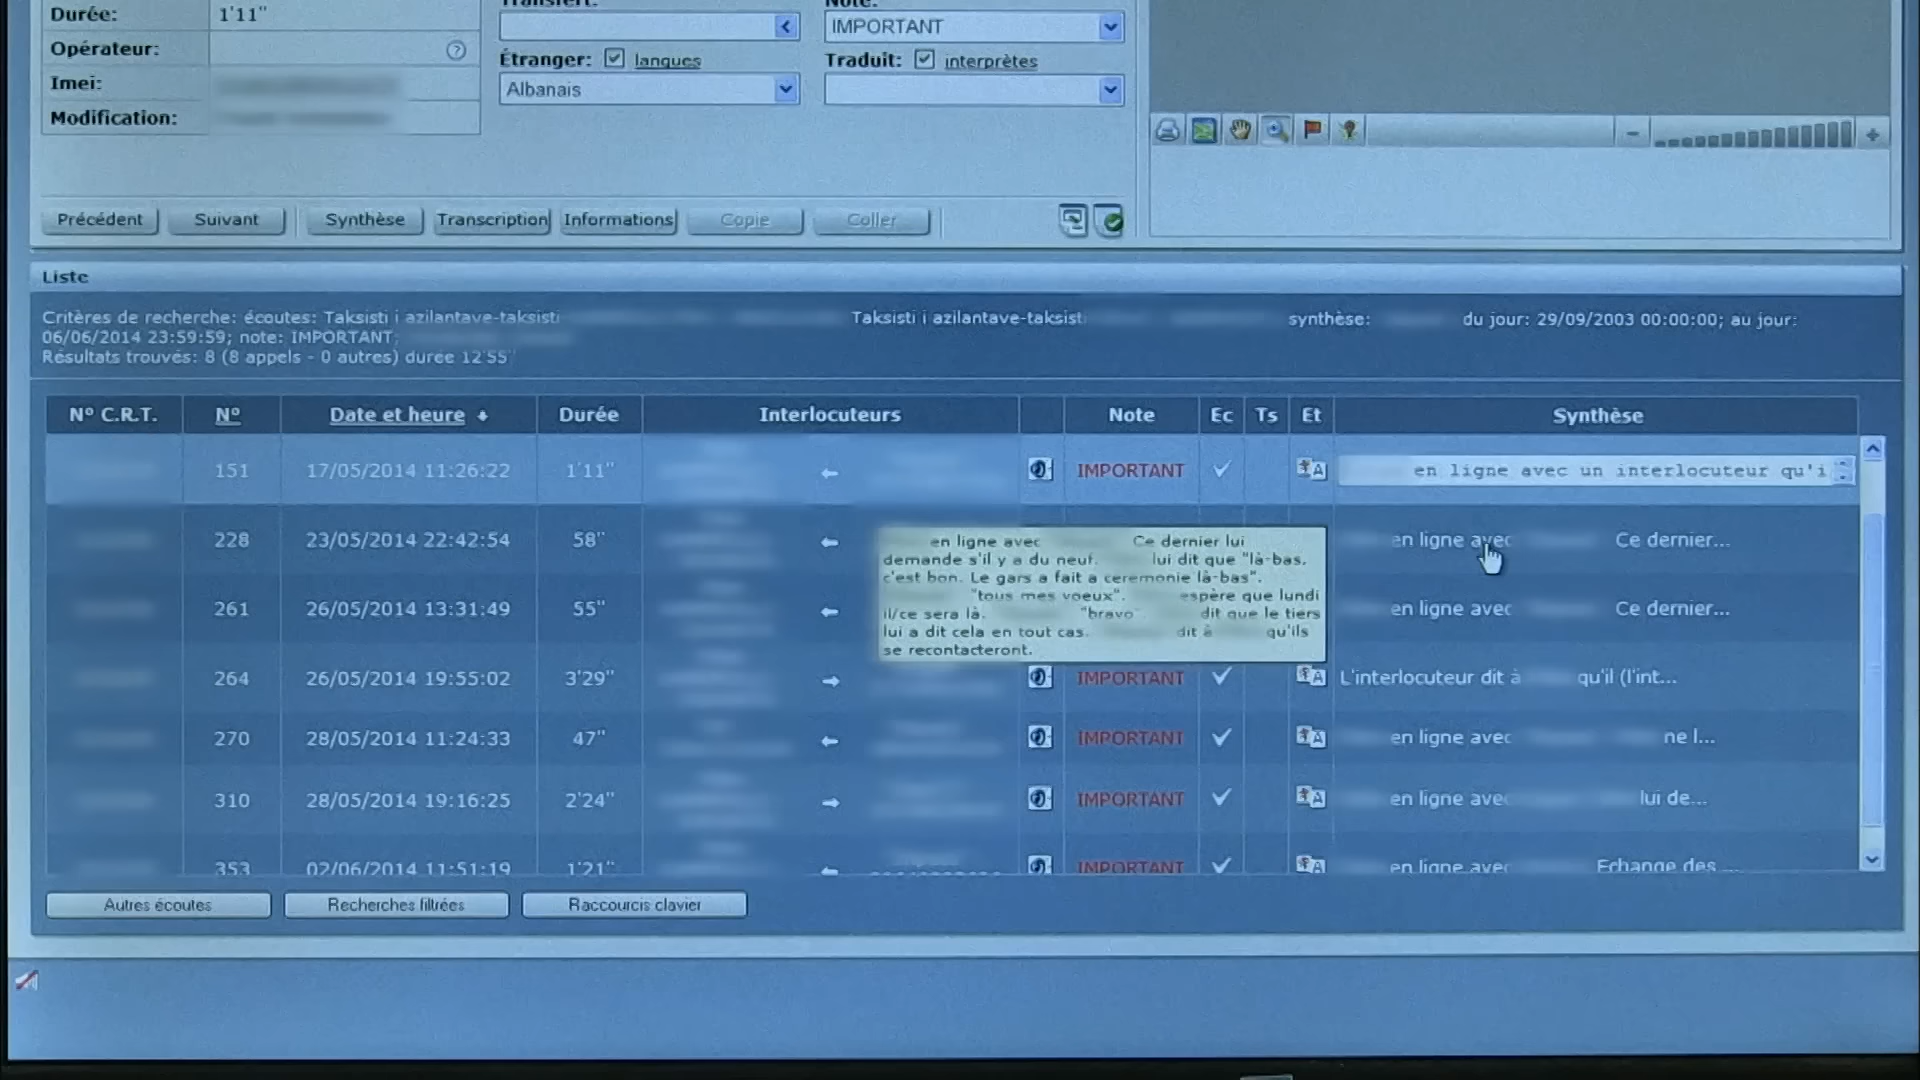 Durée: 1'11"
Opérateur:
Imei:
Modification:
Étranger: langues
Albanais
Note:
IMPORTANT
Traduit: interprètes
Précédent Suivant Synthèse Transcription Informations Copie Coller
Liste
Critères de recherche: écoutes: Taksisti i azilantave-taksisti Taksisti i azilantave-taksist synthèse: du jour: 29/09/2003 00:00:00; au jour:
06/06/2014 23:59:59; note: IMPORTANT;
Résultats trouvés: 8 (8 appels - 0 autres) durée 12'55"
N° C.R.T. N° Date et heure Durée Interlocuteurs Note Ec Ts Et Synthèse
151 17/05/2014 11:26:22 1'11" IMPORTANT en ligne avec un interlocuteur qu'i
228 23/05/2014 22:42:54 58" en ligne avec Ce dernier...
261 26/05/2014 13:31:49 55" en ligne avec Ce dernier...
en ligne avec Ce dernier lui
demande s'il y a du neuf. lui dit que "là-bas,
c'est bon. Le gars a fait a ceremonie là-bas".
"tous mes voeux". espère que lundi
il/ce sera là. "bravo" dit que le tiers
lui a dit cela en tout cas. dit à qu'ils
se recontacteront.
264 26/05/2014 19:55:02 3'29" IMPORTANT L'interlocuteur dit à qu'il (l'int...
270 28/05/2014 11:24:33 47" IMPORTANT en ligne avec ne l...
310 28/05/2014 19:16:25 2'24" IMPORTANT en ligne avec lui de...
353 02/06/2014 11:51:19 1'21" IMPORTANT en ligne avec Echange des ...
Autres écoutes Recherches filtrées Raccourcis clavier